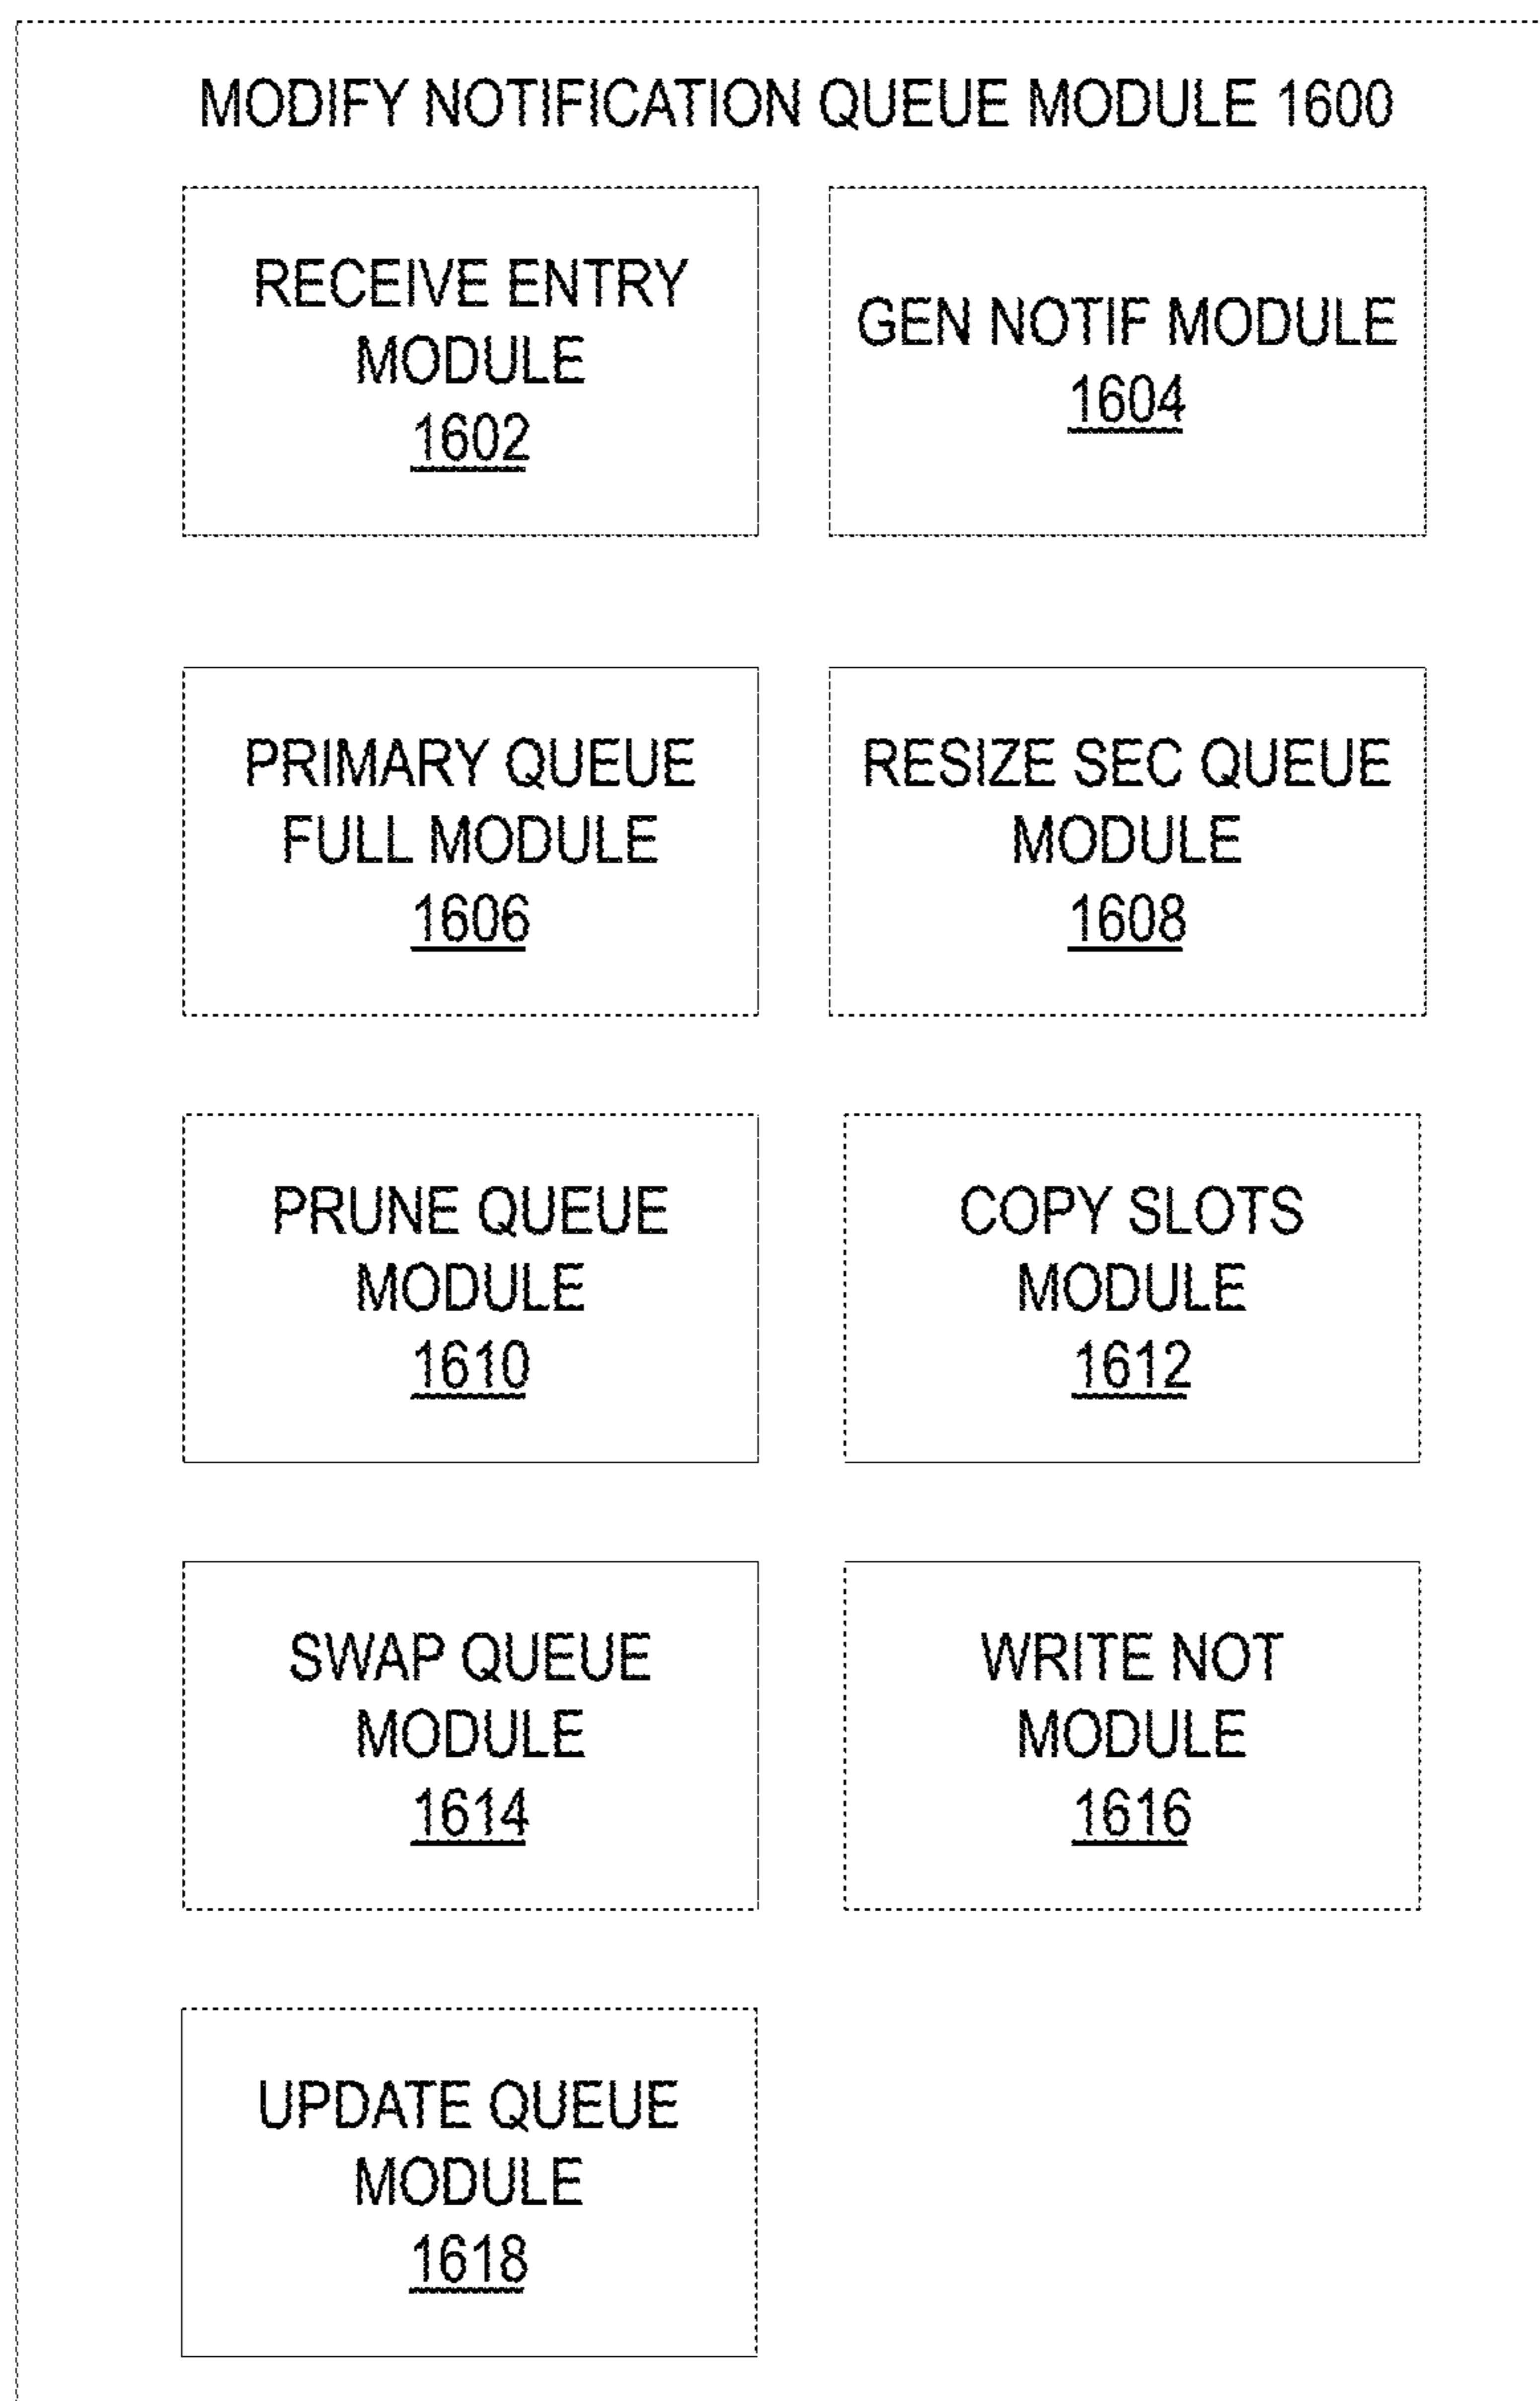 MODIFY NOTIFICATION QUEUE MODULE 1600
RECEIVE ENTRY
MODULE
1602
GEN NOTIF MODULE
1604
PRIMARY QUEUE
FULL MODULE
1606
RESIZE SEC QUEUE
MODULE
1608
PRUNE QUEUE
MODULE
1610
COPY SLOTS
MODULE
1612
SWAP QUEUE
MODULE
1614
WRITE NOT
MODULE
1616
UPDATE QUEUE
MODULE
1618